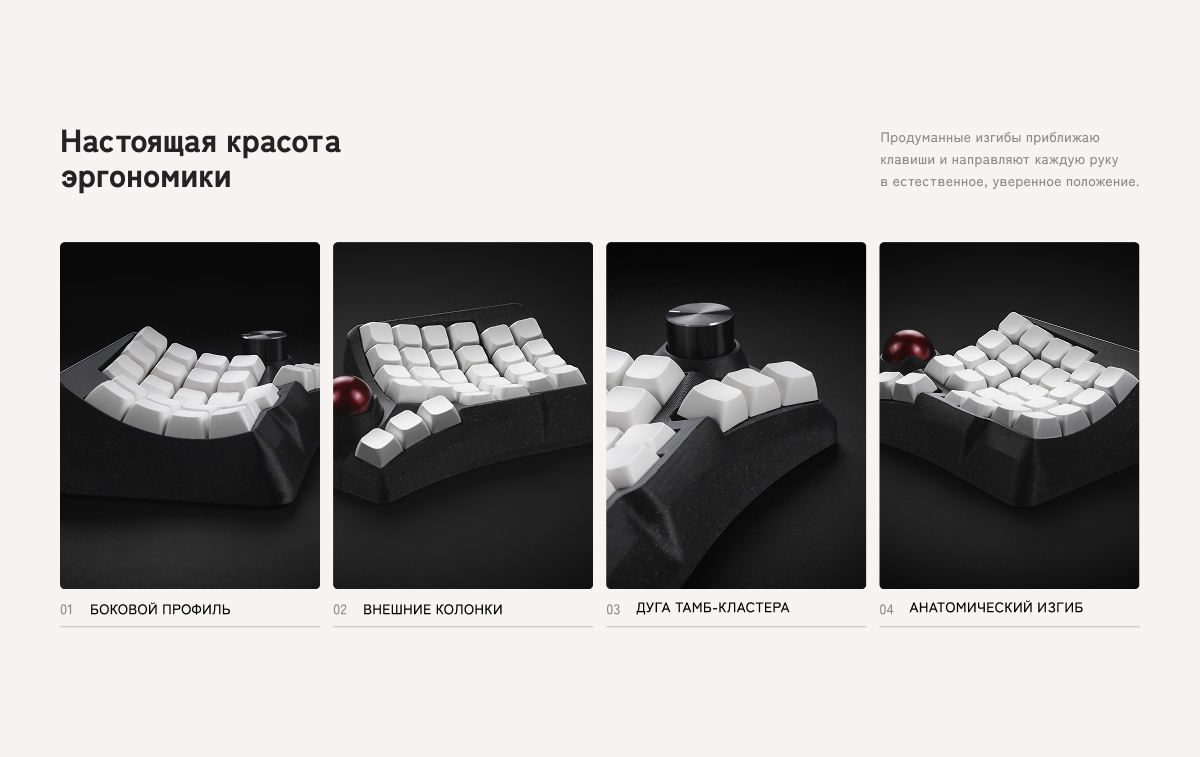 Настоящая красота
эргономики
Продуманные изгибы приближаю
клавиши и направляют каждую руку
в естественное, уверенное положение.
01 БОКОВОЙ ПРОФИЛЬ
02 ВНЕШНИЕ КОЛОНКИ
03 ДУГА ТАМБ-КЛАСТЕРА
04 АНАТОМИЧЕСКИЙ ИЗГИБ